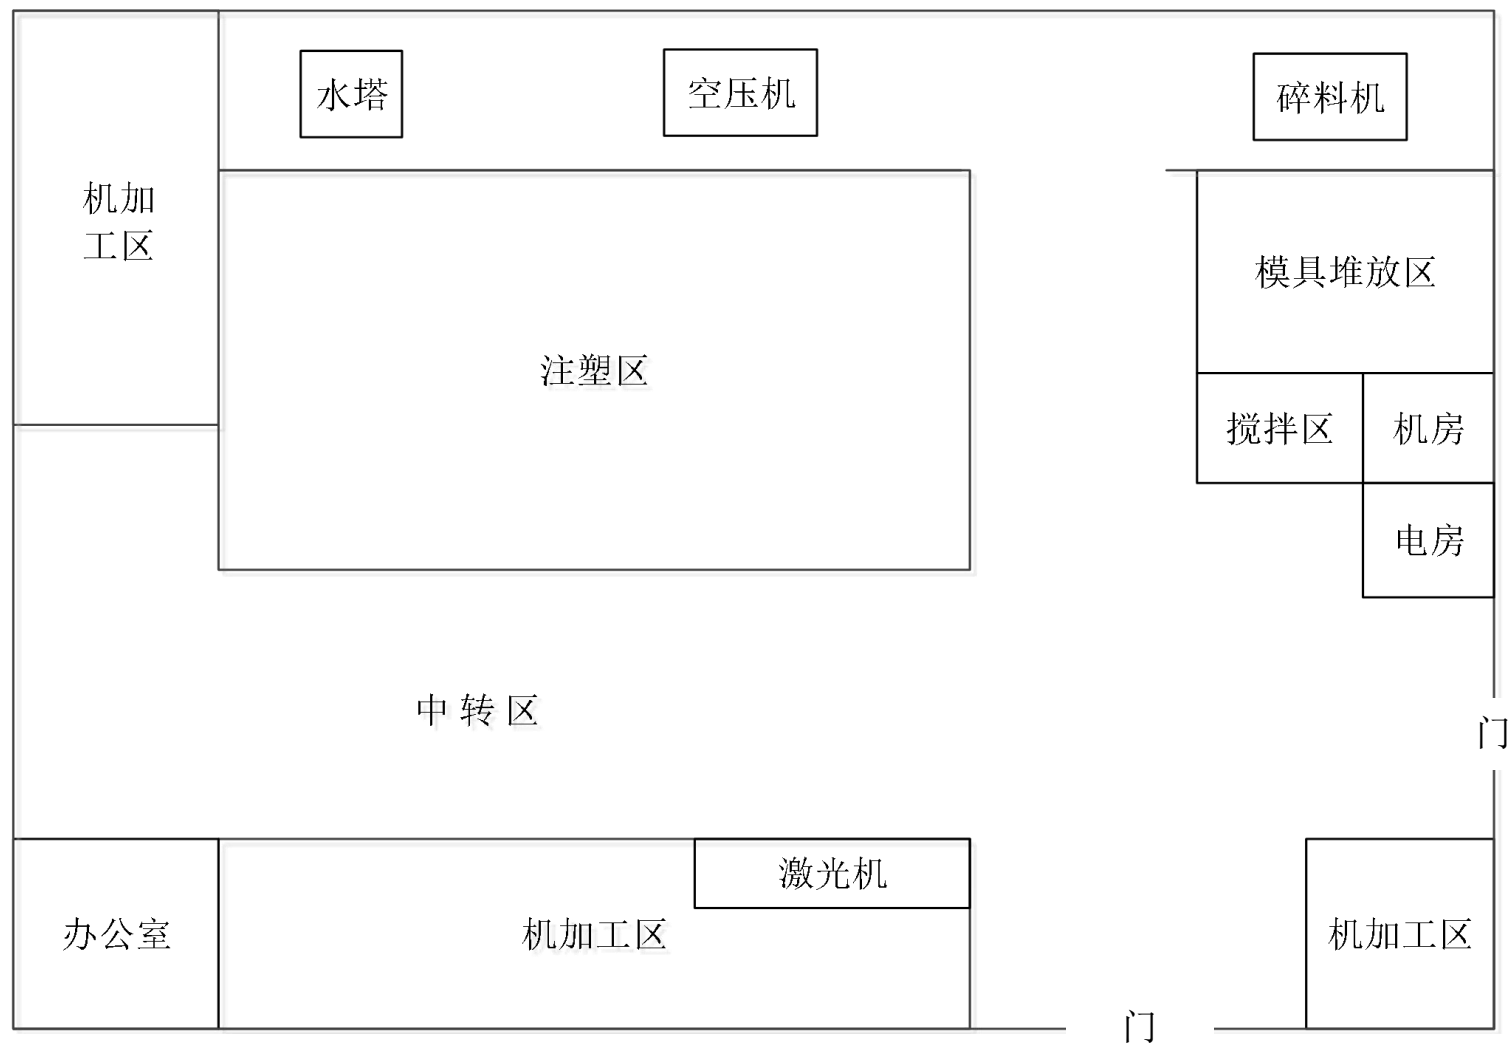 水塔
空压机
碎料机
机加
工区
模具堆放区
注塑区
搅拌区
机房
电房
中转区
门
激光机
办公室
机加工区
机加工区
门